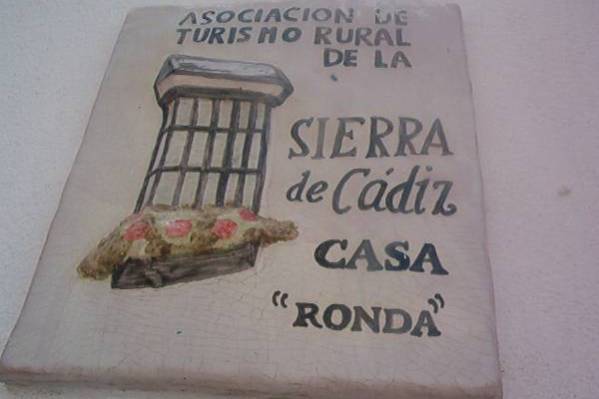 ASOCIACION DE
TURISMO RURAL
DE LA
SIERRA
de Cádiz
CASA
"RONDA"